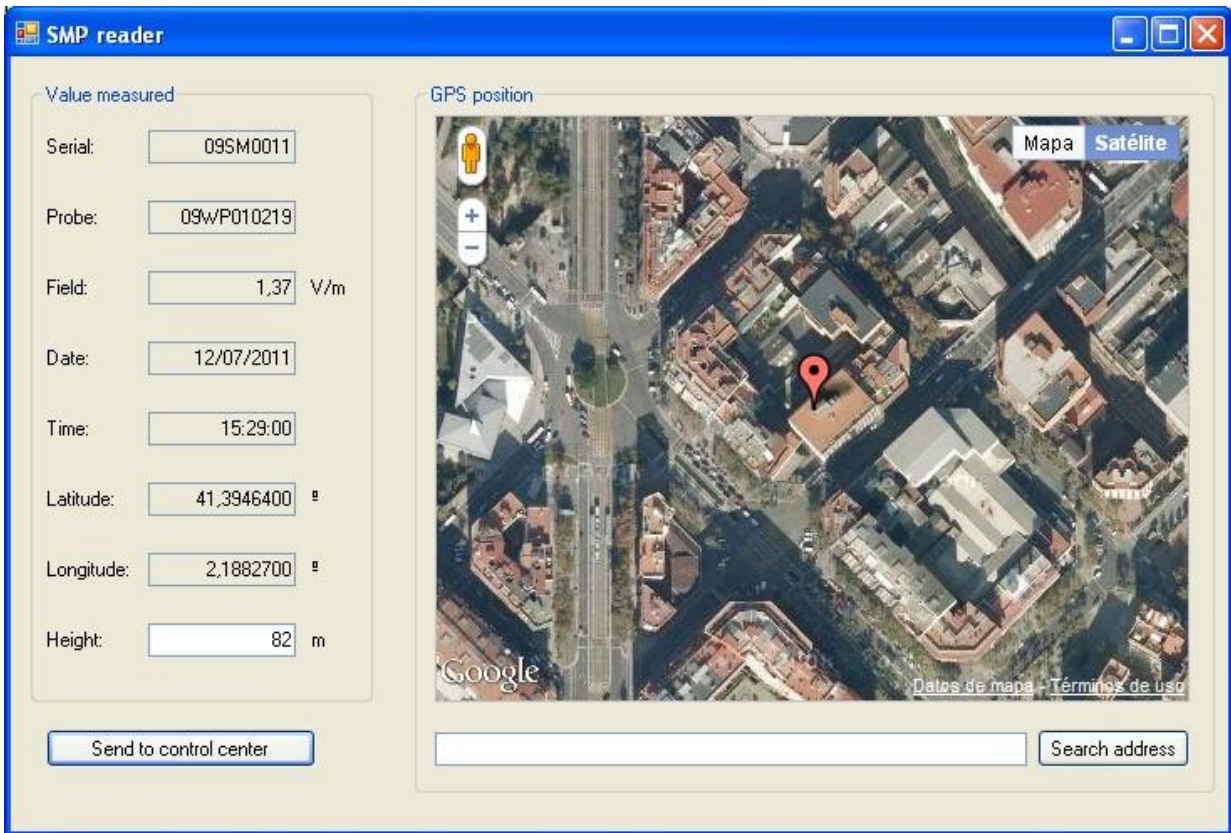 SMP reader
Value measured
Serial: 09SM0011
Probe: 09WP010219
Field: 1,37 V/m
Date: 12/07/2011
Time: 15:29:00
Latitude: 41,3946400 º
Longitude: 2,1882700 º
Height: 82 m
Send to control center
GPS position
Mapa Satélite
+
−
Google
Datos de mapa - Términos de uso
Search address